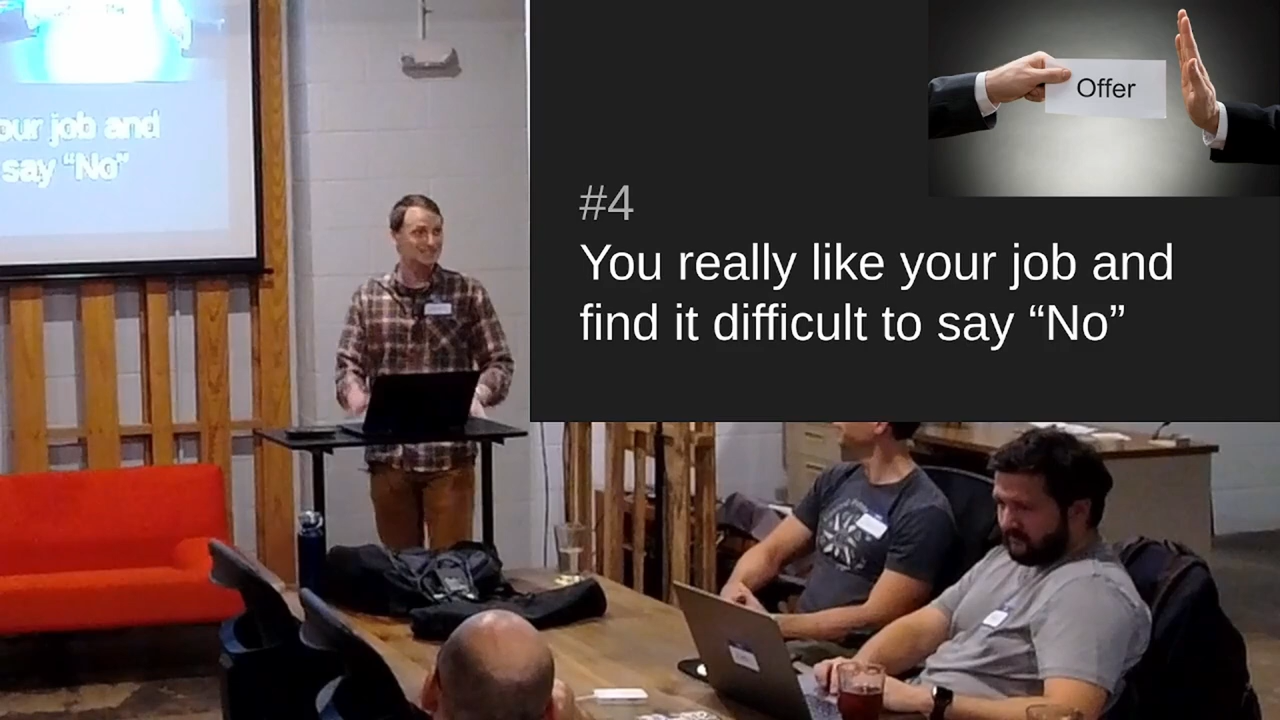 our job and
say “No”
Offer
#4
You really like your job and
find it difficult to say “No”